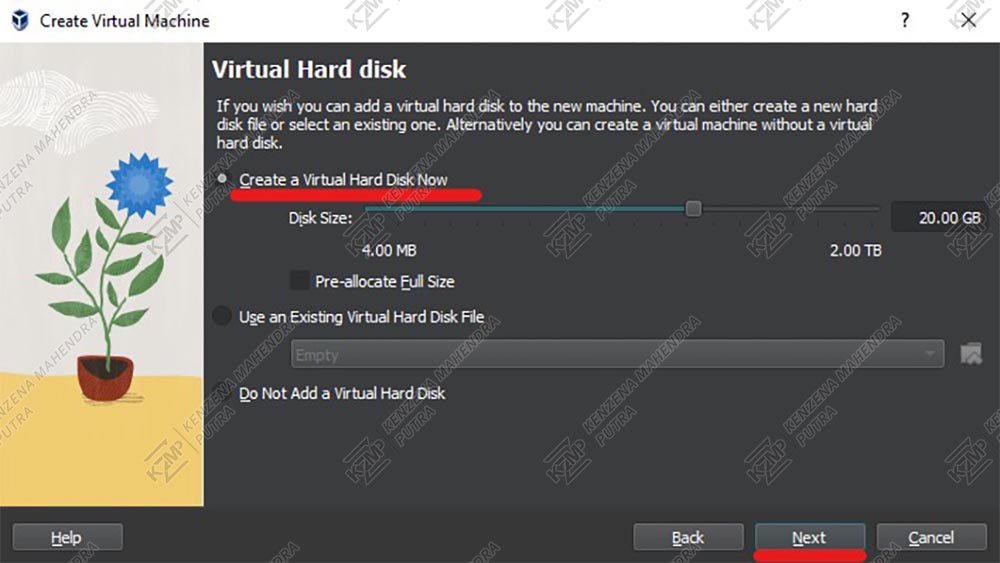 Create Virtual Machine
?
Virtual Hard disk
If you wish you can add a virtual hard disk to the new machine. You can either create a new hard
disk file or select an existing one. Alternatively you can create a virtual machine without a virtual
hard disk.
Create a Virtual Hard Disk Now
Disk Size:
20.00 GB
4.00 MB
2.00 TB
Pre-allocate Full Size
Use an Existing Virtual Hard Disk File
Empty
Do Not Add a Virtual Hard Disk
Help
Back
Next
Cancel
KZMP
KENZENA MAHENDRA
PUTRA